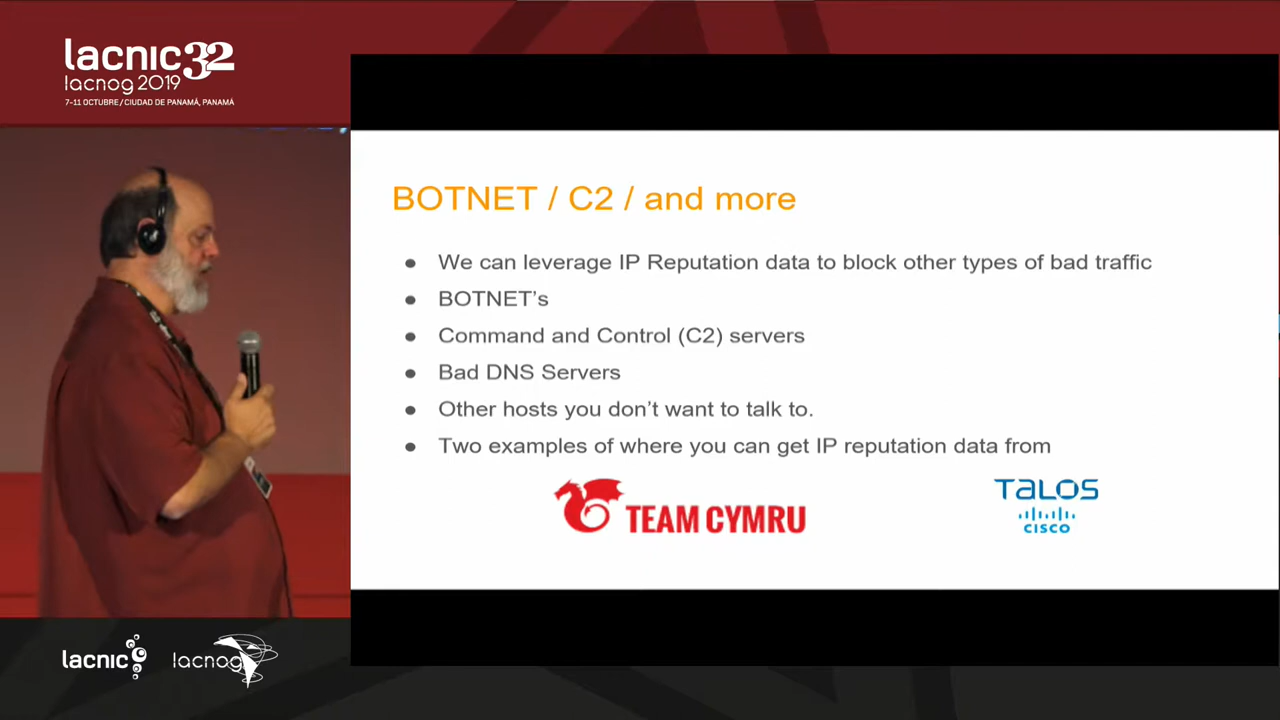 lacnic32
lacnog 2019
7-11 OCTUBRE / CIUDAD DE PANAMÁ, PANAMÁ
BOTNET / C2 / and more
● We can leverage IP Reputation data to block other types of bad traffic
● BOTNET’s
● Command and Control (C2) servers
● Bad DNS Servers
● Other hosts you don’t want to talk to.
● Two examples of where you can get IP reputation data from
TEAM CYMRU
TALOS
CISCO
lacnic
lacnog